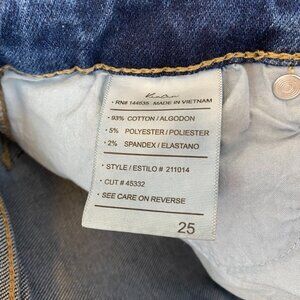 • RN# 144535 MADE IN VIETNAM
• 93% COTTON / ALGODON
• 5% POLYESTER / POLIESTER
• 2% SPANDEX / ELASTANO
• STYLE / ESTILO # 211014
• CUT # 45332
• SEE CARE ON REVERSE
25